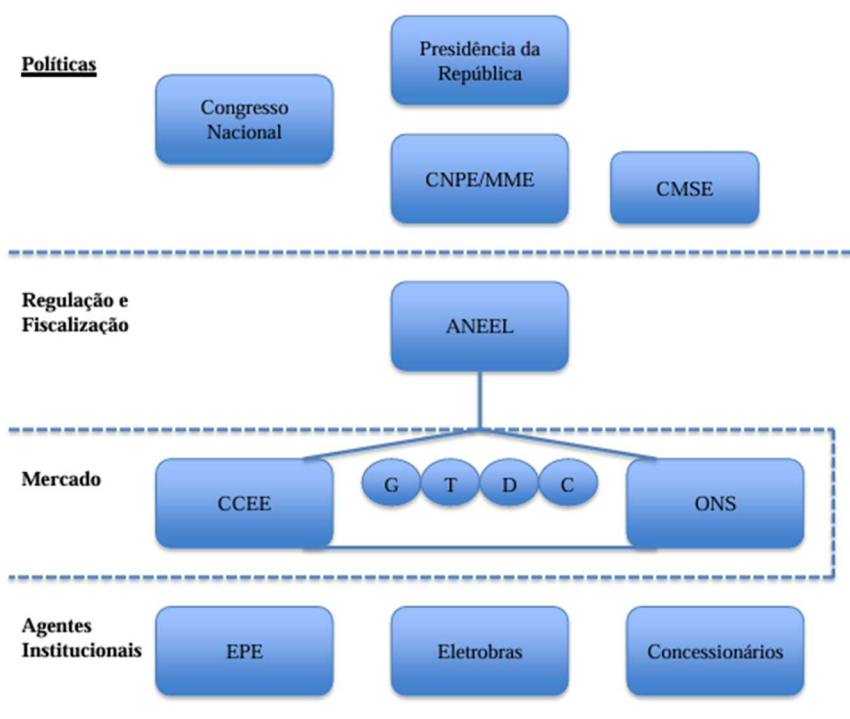 Políticas
Presidência da
República
Congresso
Nacional
CNPE/MME
CMSE
Regulação e
Fiscalização
ANEEL
Mercado
CCEE
G
T
D
C
ONS
Agentes
Institucionais
EPE
Eletrobras
Concessionários